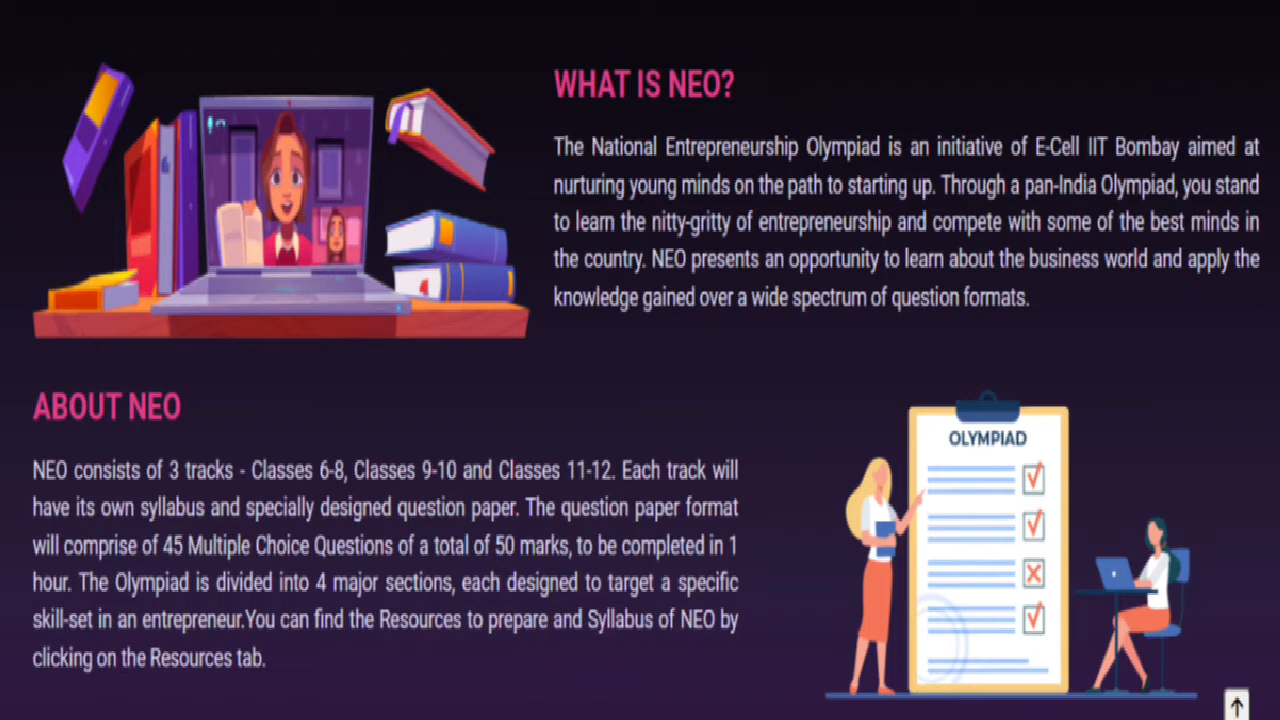 WHAT IS NEO?
The National Entrepreneurship Olympiad is an initiative of E-Cell IIT Bombay aimed at
nurturing young minds on the path to starting up. Through a pan-India Olympiad, you stand
to learn the nitty-gritty of entrepreneurship and compete with some of the best minds in
the country. NEO presents an opportunity to learn about the business world and apply the
knowledge gained over a wide spectrum of question formats.
ABOUT NEO
NEO consists of 3 tracks - Classes 6-8, Classes 9-10 and Classes 11-12. Each track will
have its own syllabus and specially designed question paper. The question paper format
will comprise of 45 Multiple Choice Questions of a total of 50 marks, to be completed in 1
hour. The Olympiad is divided into 4 major sections, each designed to target a specific
skill-set in an entrepreneur.You can find the Resources to prepare and Syllabus of NEO by
clicking on the Resources tab.
OLYMPIAD